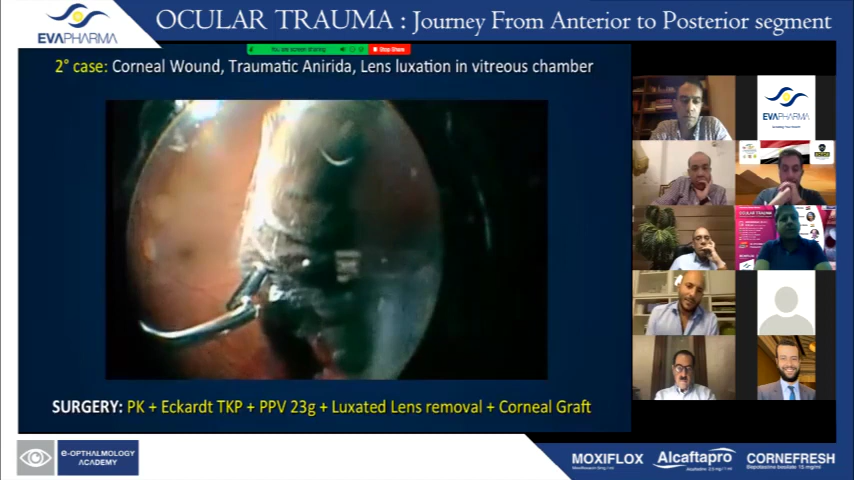 EVAPHARMA
OCULAR TRAUMA : Journey From Anterior to Posterior segment
You are screen sharing
Stop Share
2° case: Corneal Wound, Traumatic Anirida, Lens luxation in vitreous chamber
EVAPHARMA
OCULAR TRAUMA
SURGERY: PK + Eckardt TKP + PPV 23g + Luxated Lens removal + Corneal Graft
e-OPTHALMOLOGY
ACADEMY
MOXIFLOX
Alcaftapro
CORNEFRESH